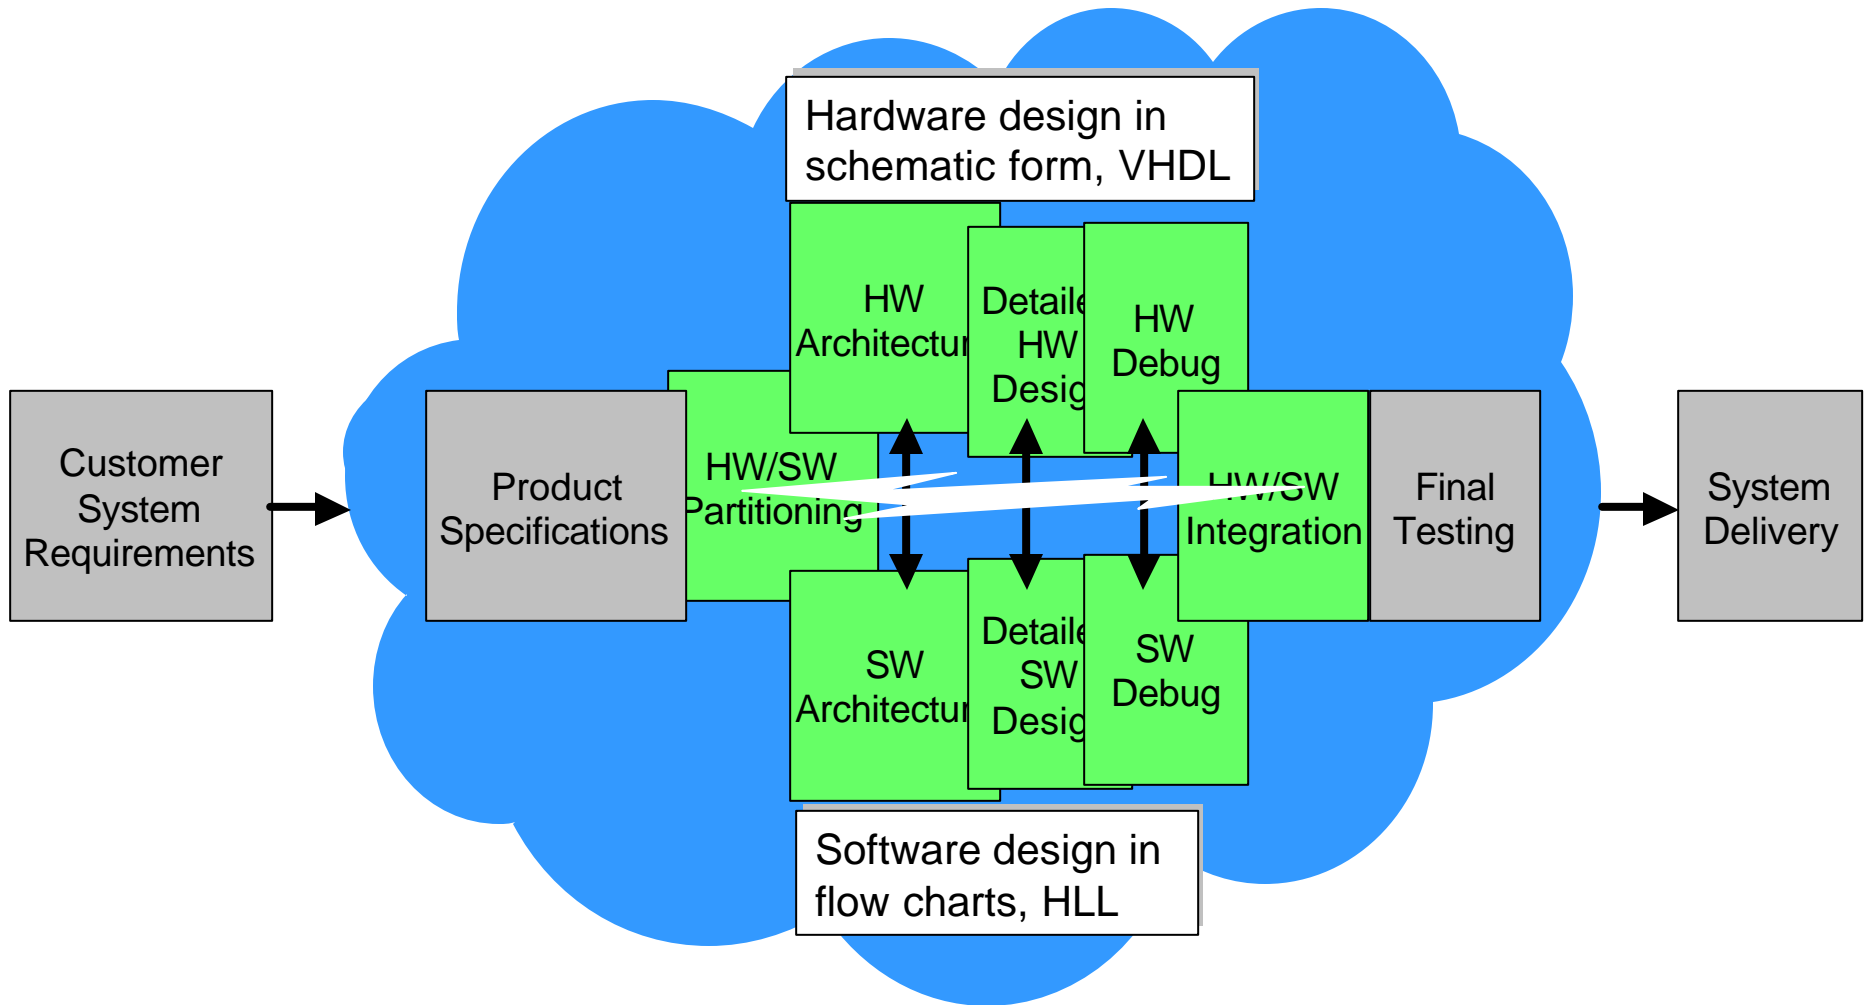 Hardware design in
schematic form, VHDL
HW
Architectur
Detaile
HW
Desig
HW
Debug
Customer
System
Requirements
Product
Specifications
HW/SW
Partitioning
HW/SW
Integration
Final
Testing
System
Delivery
SW
Architectur
Detaile
SW
Desig
SW
Debug
Software design in
flow charts, HLL